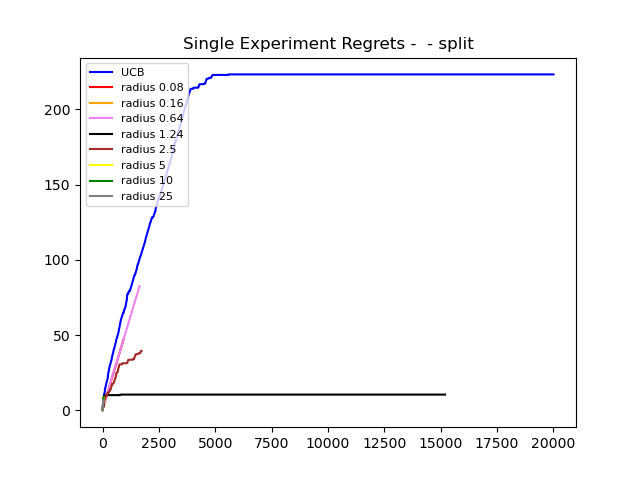 Single Experiment Regrets -  - split
UCB
radius 0.08
radius 0.16
radius 0.64
radius 1.24
radius 2.5
radius 5
radius 10
radius 25
200
150
100
50
0
0 2500 5000 7500 10000 12500 15000 17500 20000